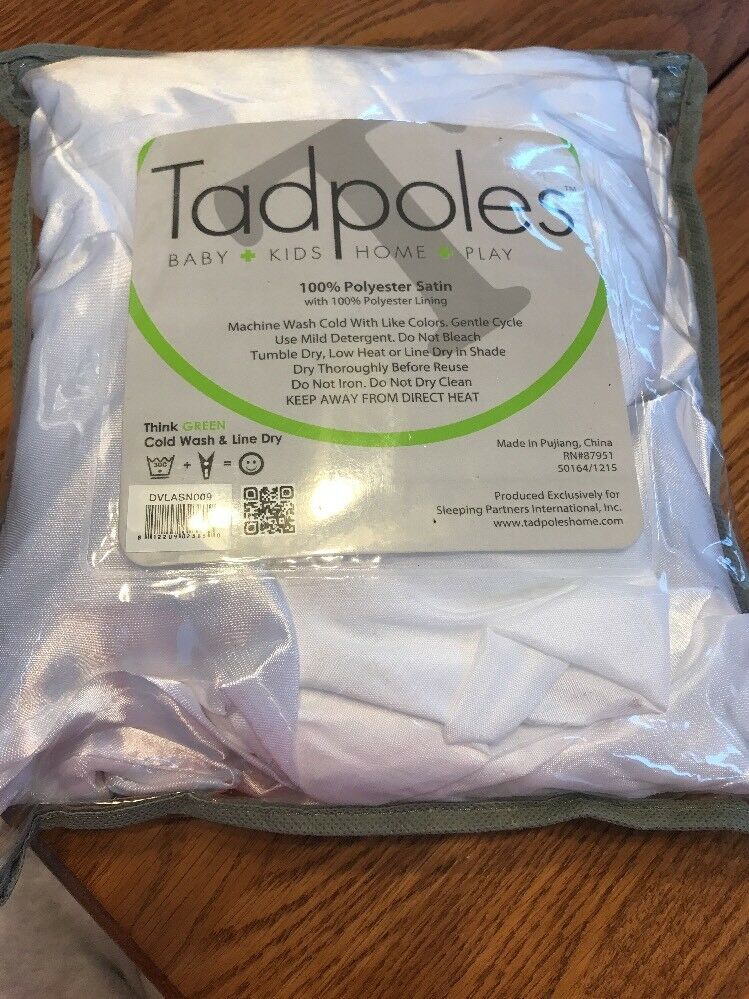 Tadpoles™
BABY + KIDS HOME + PLAY
100% Polyester Satin
with 100% Polyester Lining
Machine Wash Cold With Like Colors. Gentle Cycle
Use Mild Detergent. Do Not Bleach
Tumble Dry, Low Heat or Line Dry in Shade
Dry Thoroughly Before Reuse
Do Not Iron. Do Not Dry Clean
KEEP AWAY FROM DIRECT HEAT
Think GREEN
Cold Wash & Line Dry
+ =
Made in Pujiang, China
RN#87951
50164/1215
DVLASN009
Produced Exclusively for
Sleeping Partners International, Inc.
www.tadpoleshome.com